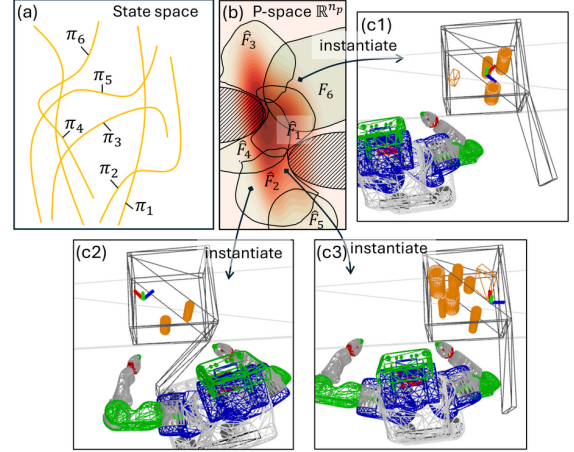 (a) State space
π₆
π₅
π₄
π₃
π₂
π₁
(b) P-space ℝⁿᵖ
F̂₃
F₆
F̂₁
F̂₄
F̂₂
F̂₅
instantiate
(c1)
(c2)
instantiate
(c3)
instantiate